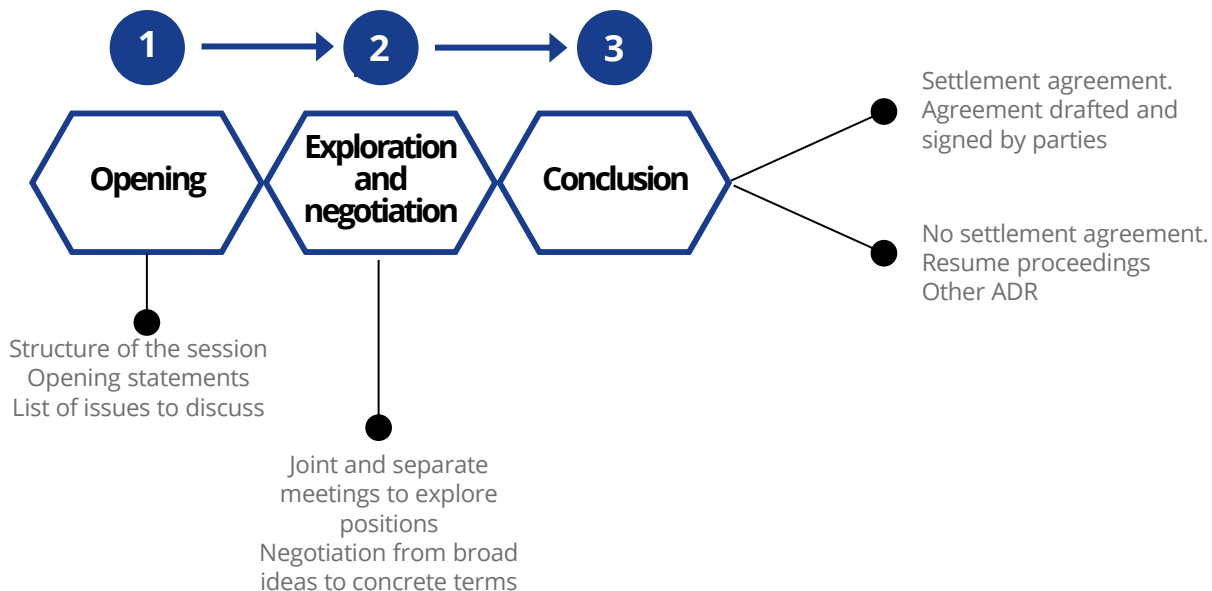 1
2
3
Opening
Exploration
and
negotiation
Conclusion
Settlement agreement.
Agreement drafted and
signed by parties
No settlement agreement.
Resume proceedings
Other ADR
Structure of the session
Opening statements
List of issues to discuss
Joint and separate
meetings to explore
positions
Negotiation from broad
ideas to concrete terms